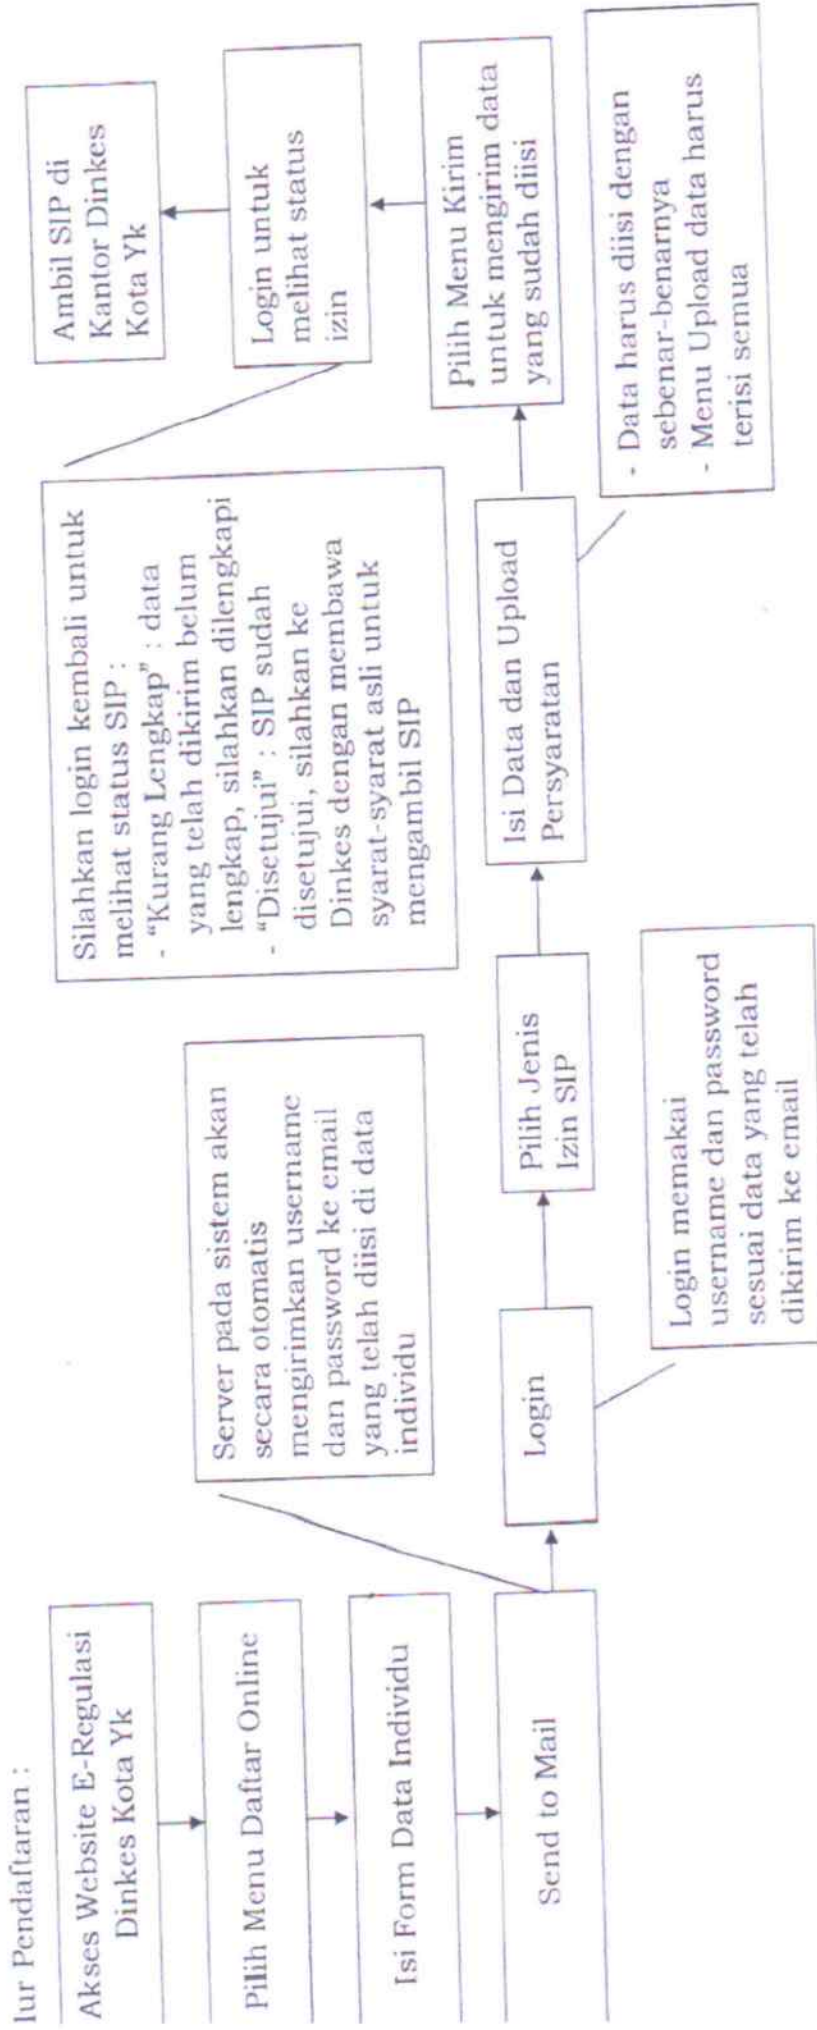 lur Pendaftaran :
Akses Website E-Regulasi
Dinkes Kota Yk
Pilih Menu Daftar Online
Isi Form Data Individu
Send to Mail
Server pada sistem akan
secara otomatis
mengirimkan username
dan password ke email
yang telah diisi di data
individu
Login
Login memakai
username dan password
sesuai data yang telah
dikirim ke email
Pilih Jenis
Izin SIP
Isi Data dan Upload
Persyaratan
- Data harus diisi dengan
sebenar-benarnya
- Menu Upload data harus
terisi semua
Pilih Menu Kirim
untuk mengirim data
yang sudah diisi
Login untuk
melihat status
izin
Silahkan login kembali untuk
melihat status SIP :
- “Kurang Lengkap” : data
yang telah dikirim belum
lengkap, silahkan dilengkapi
- “Disetujui” : SIP sudah
disetujui, silahkan ke
Dinkes dengan membawa
syarat-syarat asli untuk
mengambil SIP
Ambil SIP di
Kantor Dinkes
Kota Yk